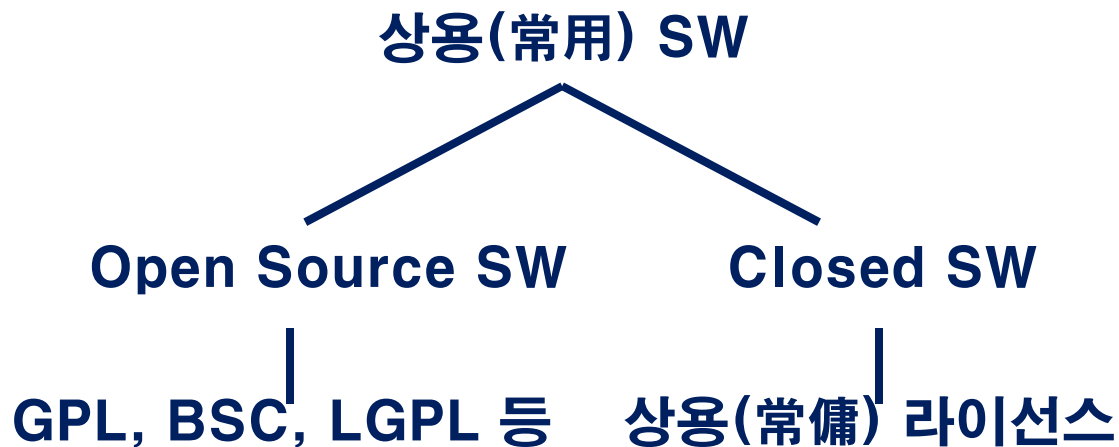 상용(常用) SW
Open Source SW
Closed SW
GPL, BSC, LGPL 등
상용(常傭) 라이선스